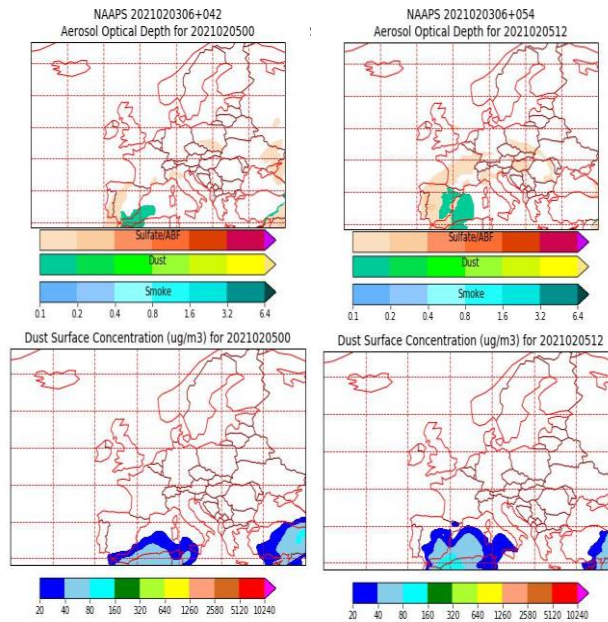 NAAPS 2021020306+042
Aerosol Optical Depth for 2021020500
Sulfate/ABF
Dust
Smoke
0.1 0.2 0.4 0.8 1.6 3.2 6.4
NAAPS 2021020306+054
Aerosol Optical Depth for 2021020512
Sulfate/ABF
Dust
Smoke
0.1 0.2 0.4 0.8 1.6 3.2 6.4
Dust Surface Concentration (ug/m3) for 2021020500
20 40 80 160 320 640 1260 2580 5120 10240
Dust Surface Concentration (ug/m3) for 2021020512
20 40 80 160 320 640 1260 2580 5120 10240